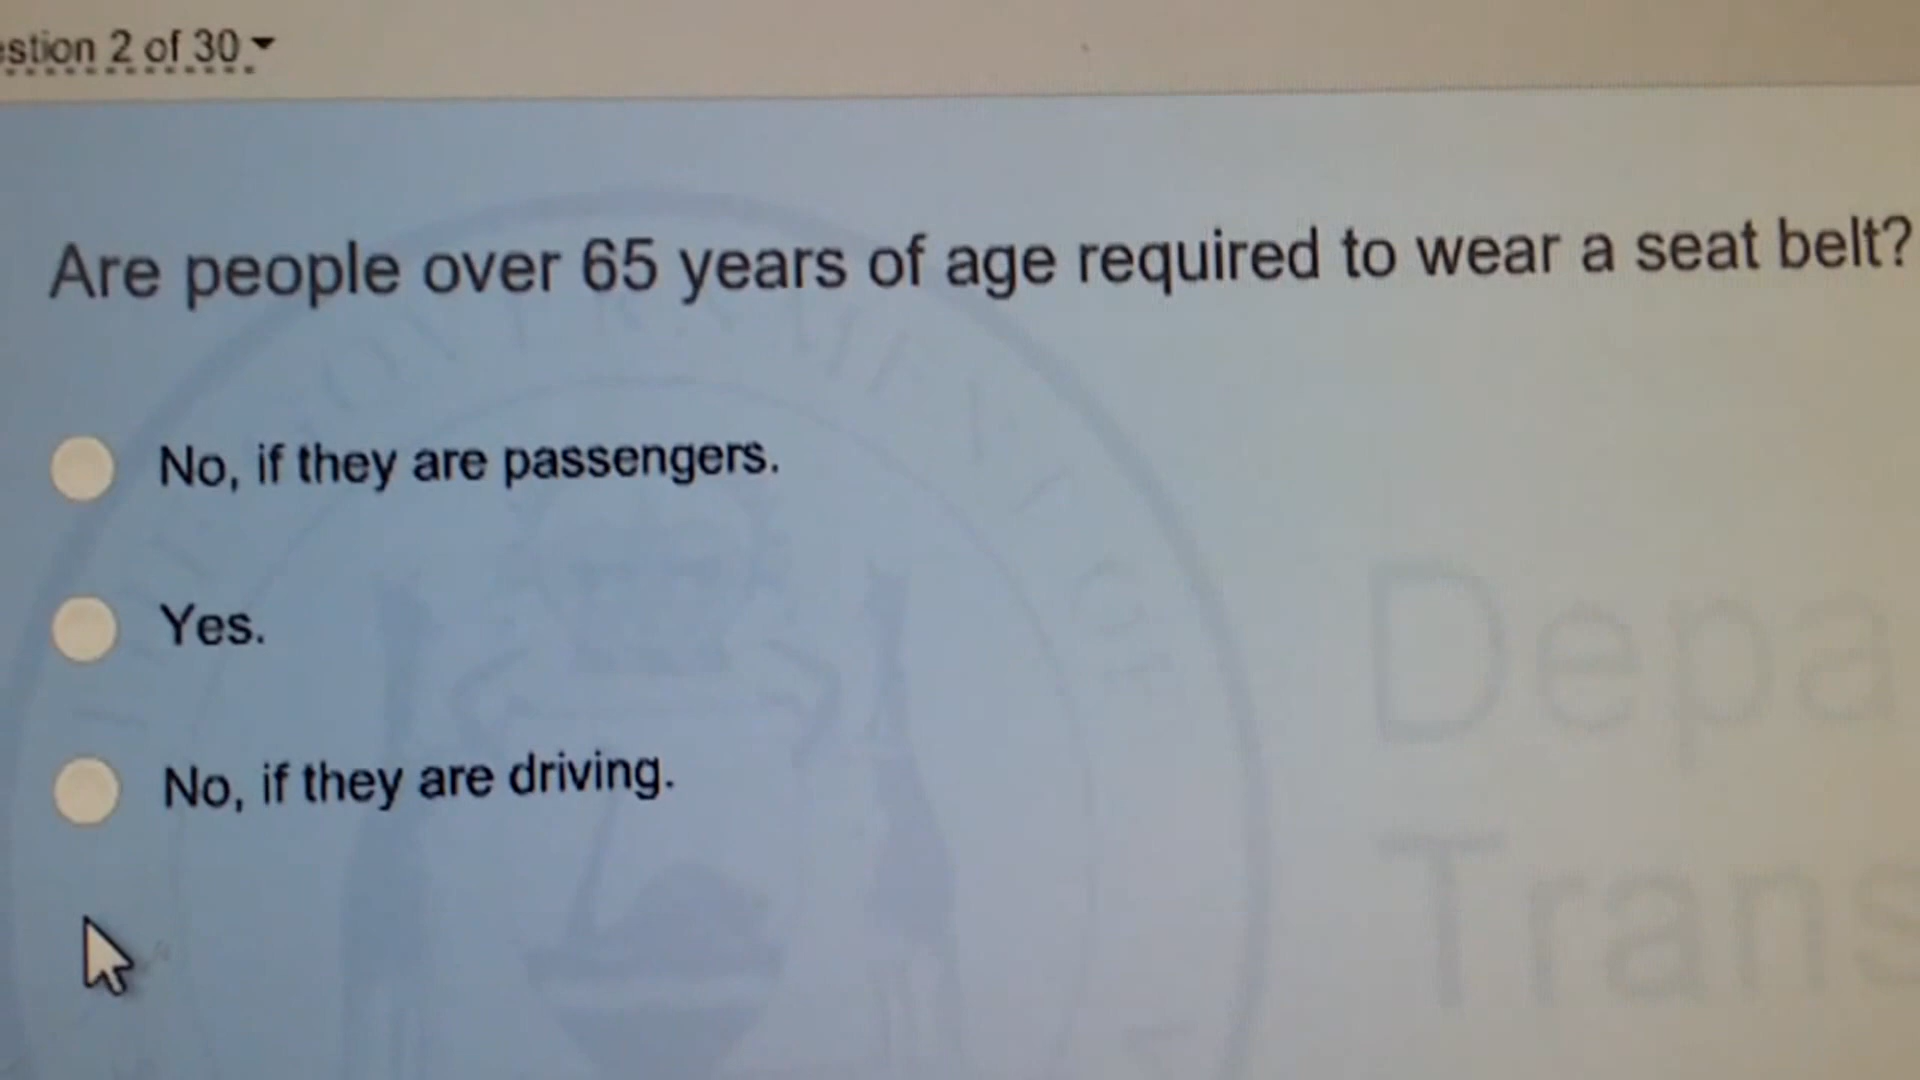 stion 2 of 30
Are people over 65 years of age required to wear a seat belt?
No, if they are passengers.
Yes.
No, if they are driving.
Depa
Trans